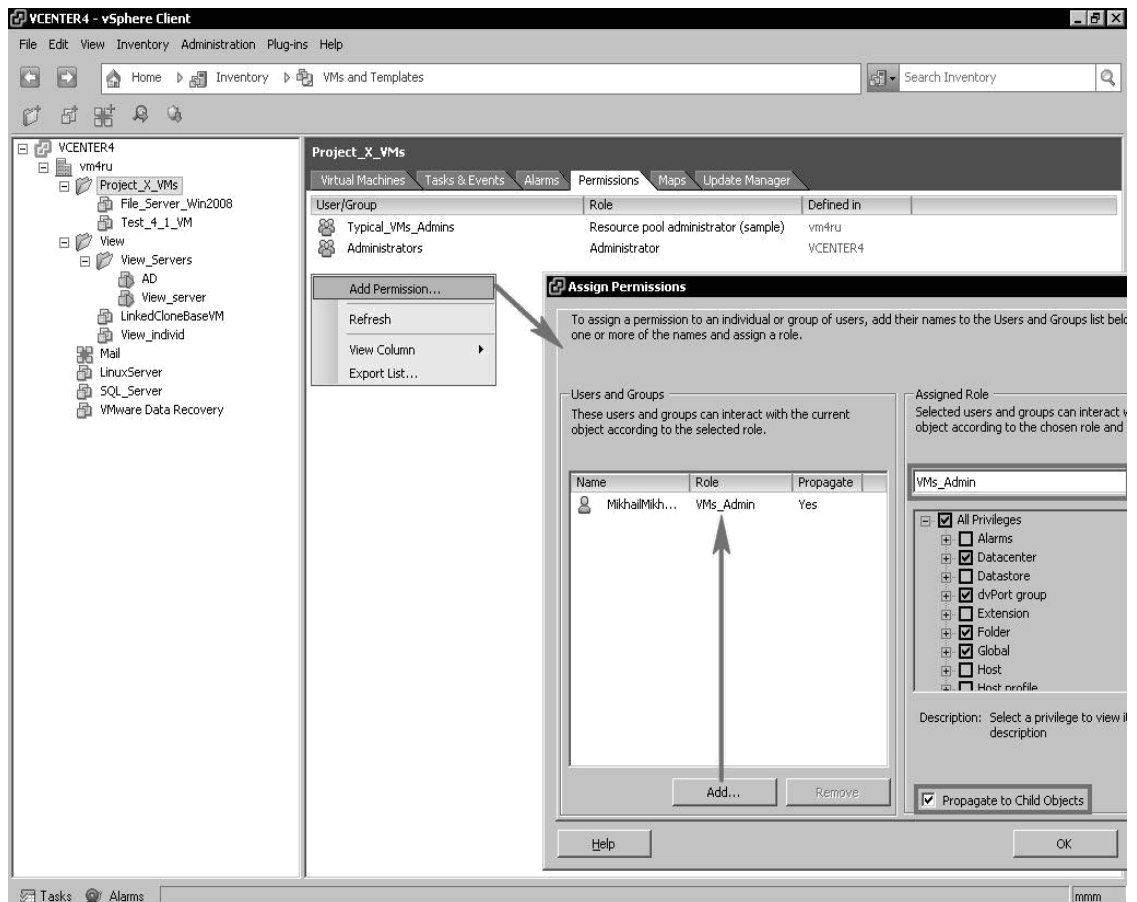 VCENTER4 - vSphere Client
File Edit View Inventory Administration Plug-ins Help
Home Inventory VMs and Templates
Search Inventory
VCENTER4
vm4ru
Project_X_VMs
File_Server_Win2008
Test_4_1_VM
View
View_Servers
AD
View_server
LinkedCloneBaseVM
View_individ
Mail
LinuxServer
SQL_Server
VMware Data Recovery
Project_X_VMs
Virtual Machines Tasks & Events Alarms Permissions Maps Update Manager
User/Group Role Defined in
Typical_VMs_Admins Resource pool administrator (sample) vm4ru
Administrators Administrator VCENTER4
Add Permission...
Refresh
View Column
Export List...
Assign Permissions
To assign a permission to an individual or group of users, add their names to the Users and Groups list belo
one or more of the names and assign a role.
Users and Groups
These users and groups can interact with the current
object according to the selected role.
Name Role Propagate
MikhailMikh... VMs_Admin Yes
Add... Remove
Assigned Role
Selected users and groups can interact w
object according to the chosen role and
VMs_Admin
All Privileges
Alarms
Datacenter
Datastore
dvPort group
Extension
Folder
Global
Host
Host profile
Description: Select a privilege to view i
description
Propagate to Child Objects
Help OK
Tasks Alarms mmm